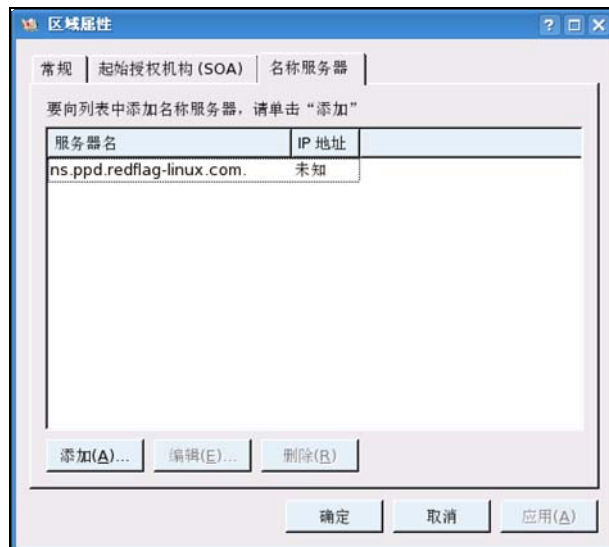 区域属性
常规 起始授权机构 (SOA) 名称服务器
要向列表中添加名称服务器，请单击“添加”
服务器名 IP 地址
ns.ppd.redflag-linux.com. 未知
添加(A)... 编辑(E)... 删除(R)
确定 取消 应用(A)